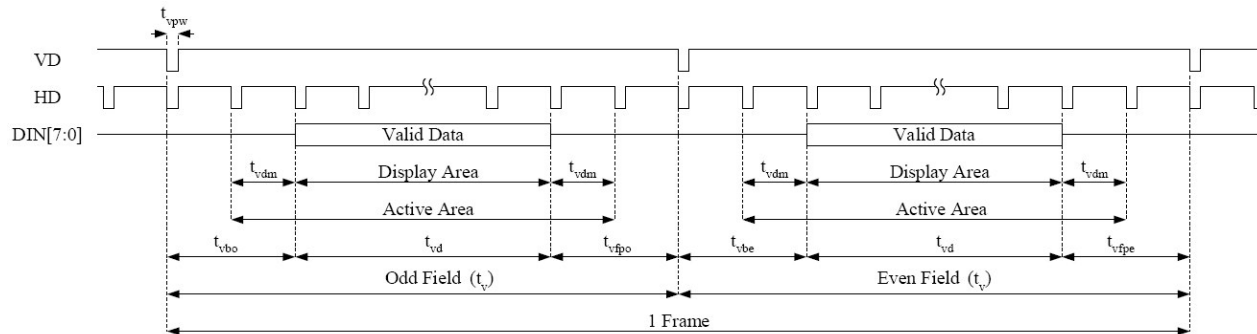 t_vpw
VD
HD
DIN[7:0] Valid Data Valid Data
t_vdm Display Area t_vdm t_vdm Display Area t_vdm
Active Area Active Area
t_vbo t_vd t_vfpo t_vbe t_vd t_vfpe
Odd Field (t_v) Even Field (t_v)
1 Frame